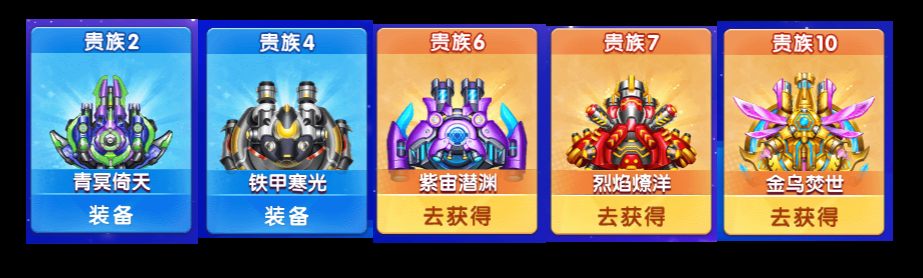 贵族2
青冥倚天
装备
贵族4
铁甲寒光
装备
贵族6
紫宙潜渊
去获得
贵族7
烈焰燎洋
去获得
贵族10
金乌焚世
去获得